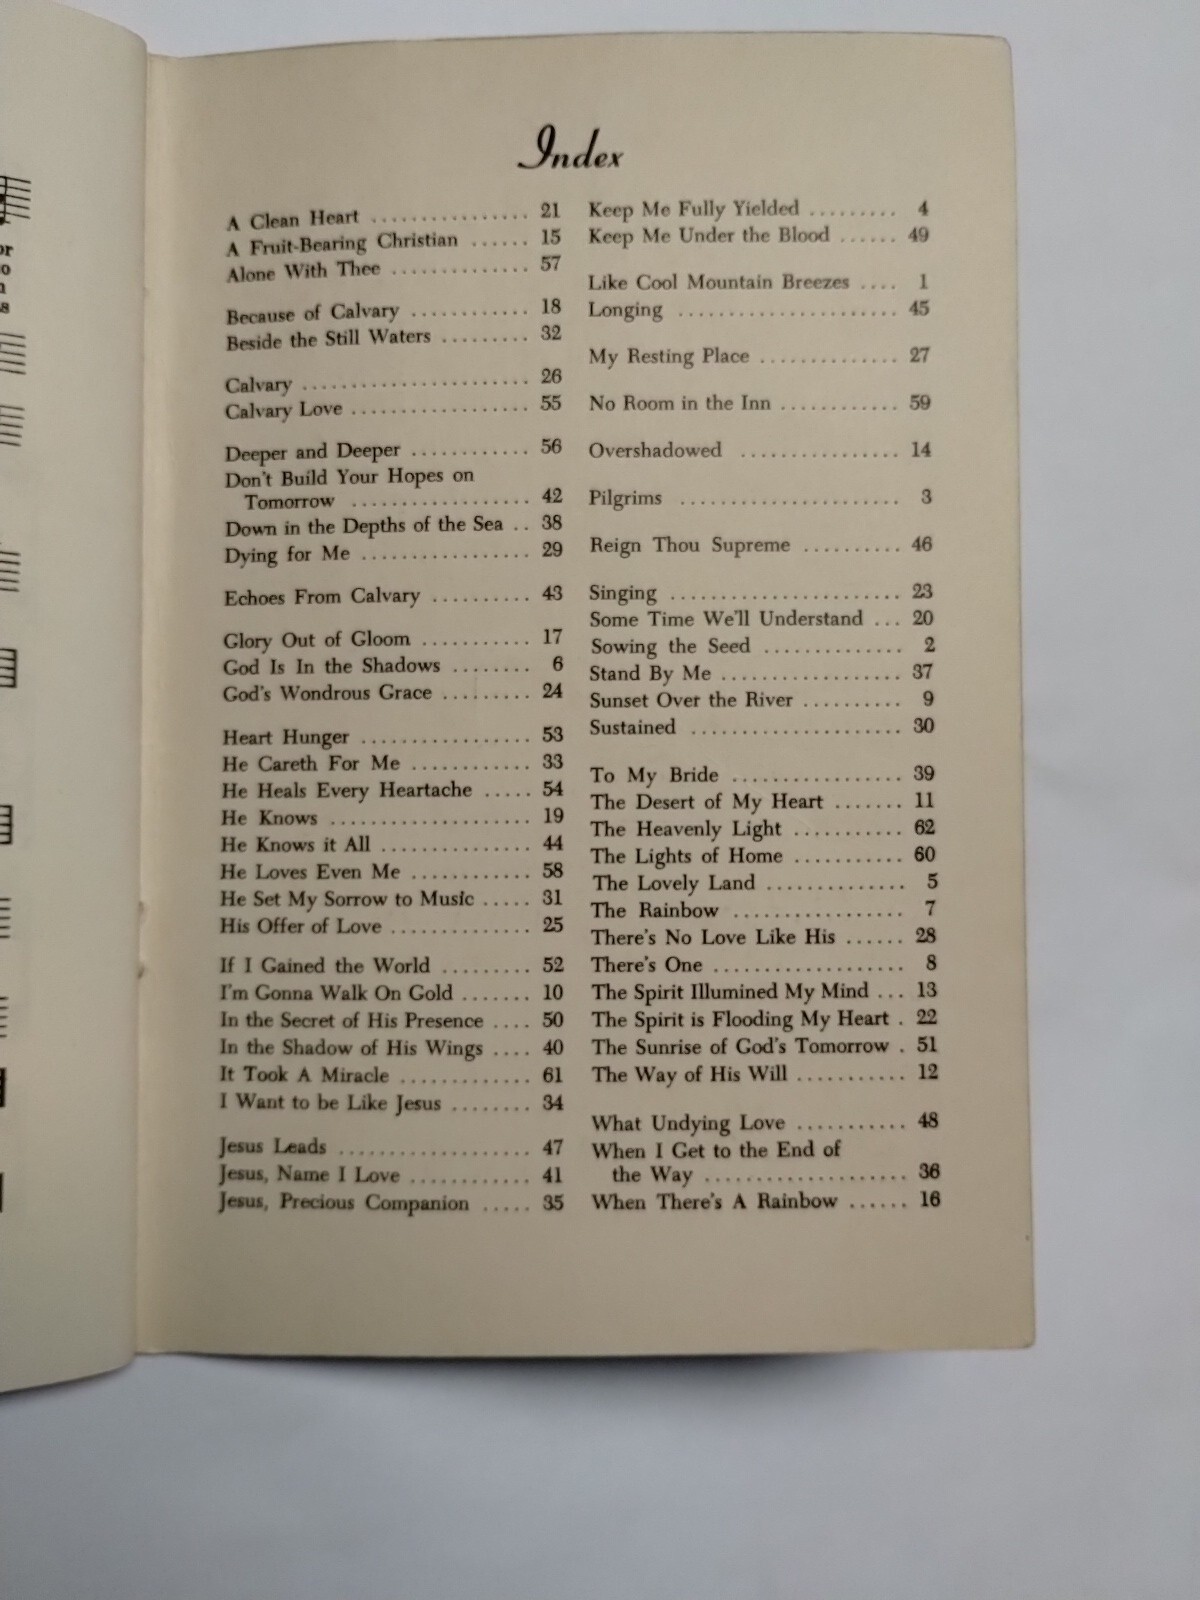 or
o
n
s
Index
A Clean Heart ................ 21
A Fruit-Bearing Christian ...... 15
Alone With Thee .............. 57
Because of Calvary ............ 18
Beside the Still Waters ......... 32
Calvary ....................... 26
Calvary Love .................. 55
Deeper and Deeper ............ 56
Don't Build Your Hopes on
Tomorrow .................. 42
Down in the Depths of the Sea .. 38
Dying for Me ................. 29
Echoes From Calvary .......... 43
Glory Out of Gloom ........... 17
God Is In the Shadows ........ 6
God's Wondrous Grace ......... 24
Heart Hunger ................. 53
He Careth For Me ............ 33
He Heals Every Heartache ..... 54
He Knows .................... 19
He Knows it All ............... 44
He Loves Even Me ............ 58
He Set My Sorrow to Music ..... 31
His Offer of Love .............. 25
If I Gained the World ......... 52
I'm Gonna Walk On Gold ....... 10
In the Secret of His Presence .... 50
In the Shadow of His Wings .... 40
It Took A Miracle ............. 61
I Want to be Like Jesus ........ 34
Jesus Leads ................... 47
Jesus, Name I Love ............ 41
Jesus, Precious Companion ..... 35
Keep Me Fully Yielded ......... 4
Keep Me Under the Blood ...... 49
Like Cool Mountain Breezes .... 1
Longing ...................... 45
My Resting Place .............. 27
No Room in the Inn ............ 59
Overshadowed ................ 14
Pilgrims ...................... 3
Reign Thou Supreme .......... 46
Singing ....................... 23
Some Time We'll Understand ... 20
Sowing the Seed .............. 2
Stand By Me .................. 37
Sunset Over the River .......... 9
Sustained ..................... 30
To My Bride ................. 39
The Desert of My Heart ....... 11
The Heavenly Light ........... 62
The Lights of Home ........... 60
The Lovely Land .............. 5
The Rainbow ................. 7
There's No Love Like His ...... 28
There's One ................... 8
The Spirit Illumined My Mind ... 13
The Spirit is Flooding My Heart . 22
The Sunrise of God's Tomorrow . 51
The Way of His Will ........... 12
What Undying Love ........... 48
When I Get to the End of
the Way .................... 36
When There's A Rainbow ...... 16